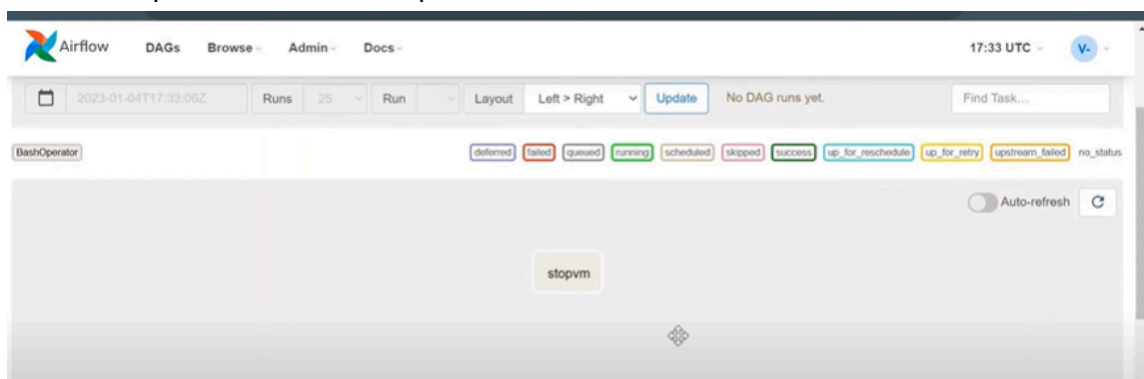 Airflow DAGs Browse Admin Docs 17:33 UTC V-
2023-01-04T17:33:06Z Runs 25 Run Layout Left > Right Update No DAG runs yet. Find Task...
BashOperator deferred failed queued running scheduled skipped success up_for_reschedule up_for_retry upstream_failed no_status
Auto-refresh
stopvm